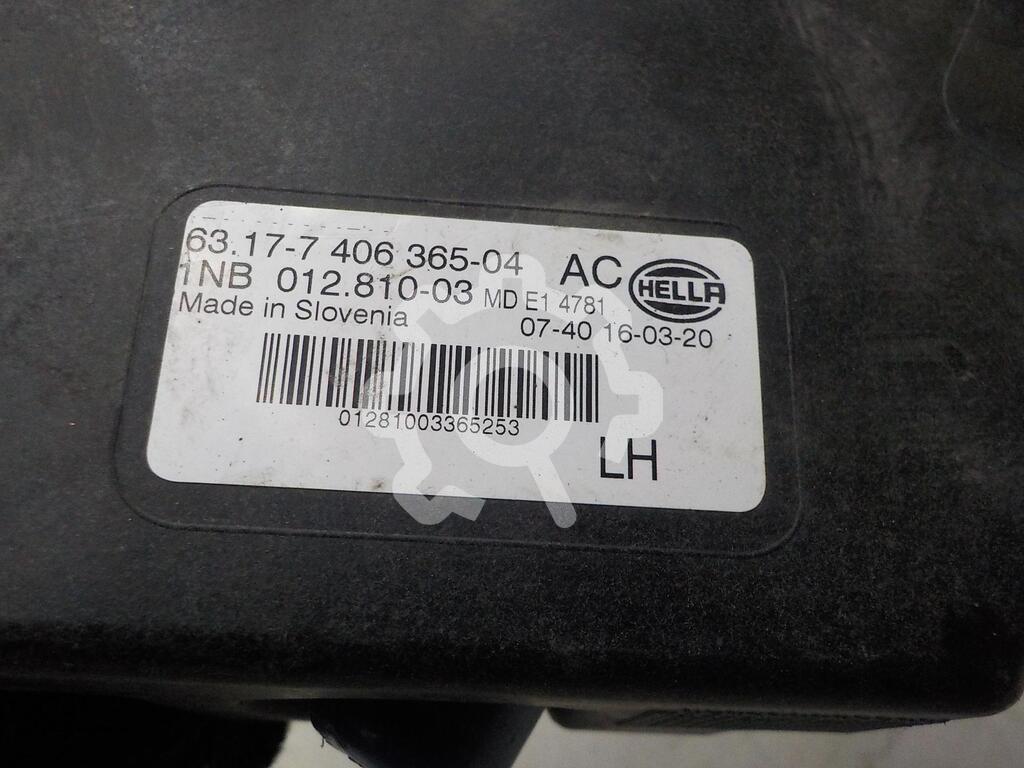 63.17-7 406 365-04 AC HELLA
1NB 012.810-03 MD E1 4781
Made in Slovenia 07-40 16-03-20
01281003365253
LH